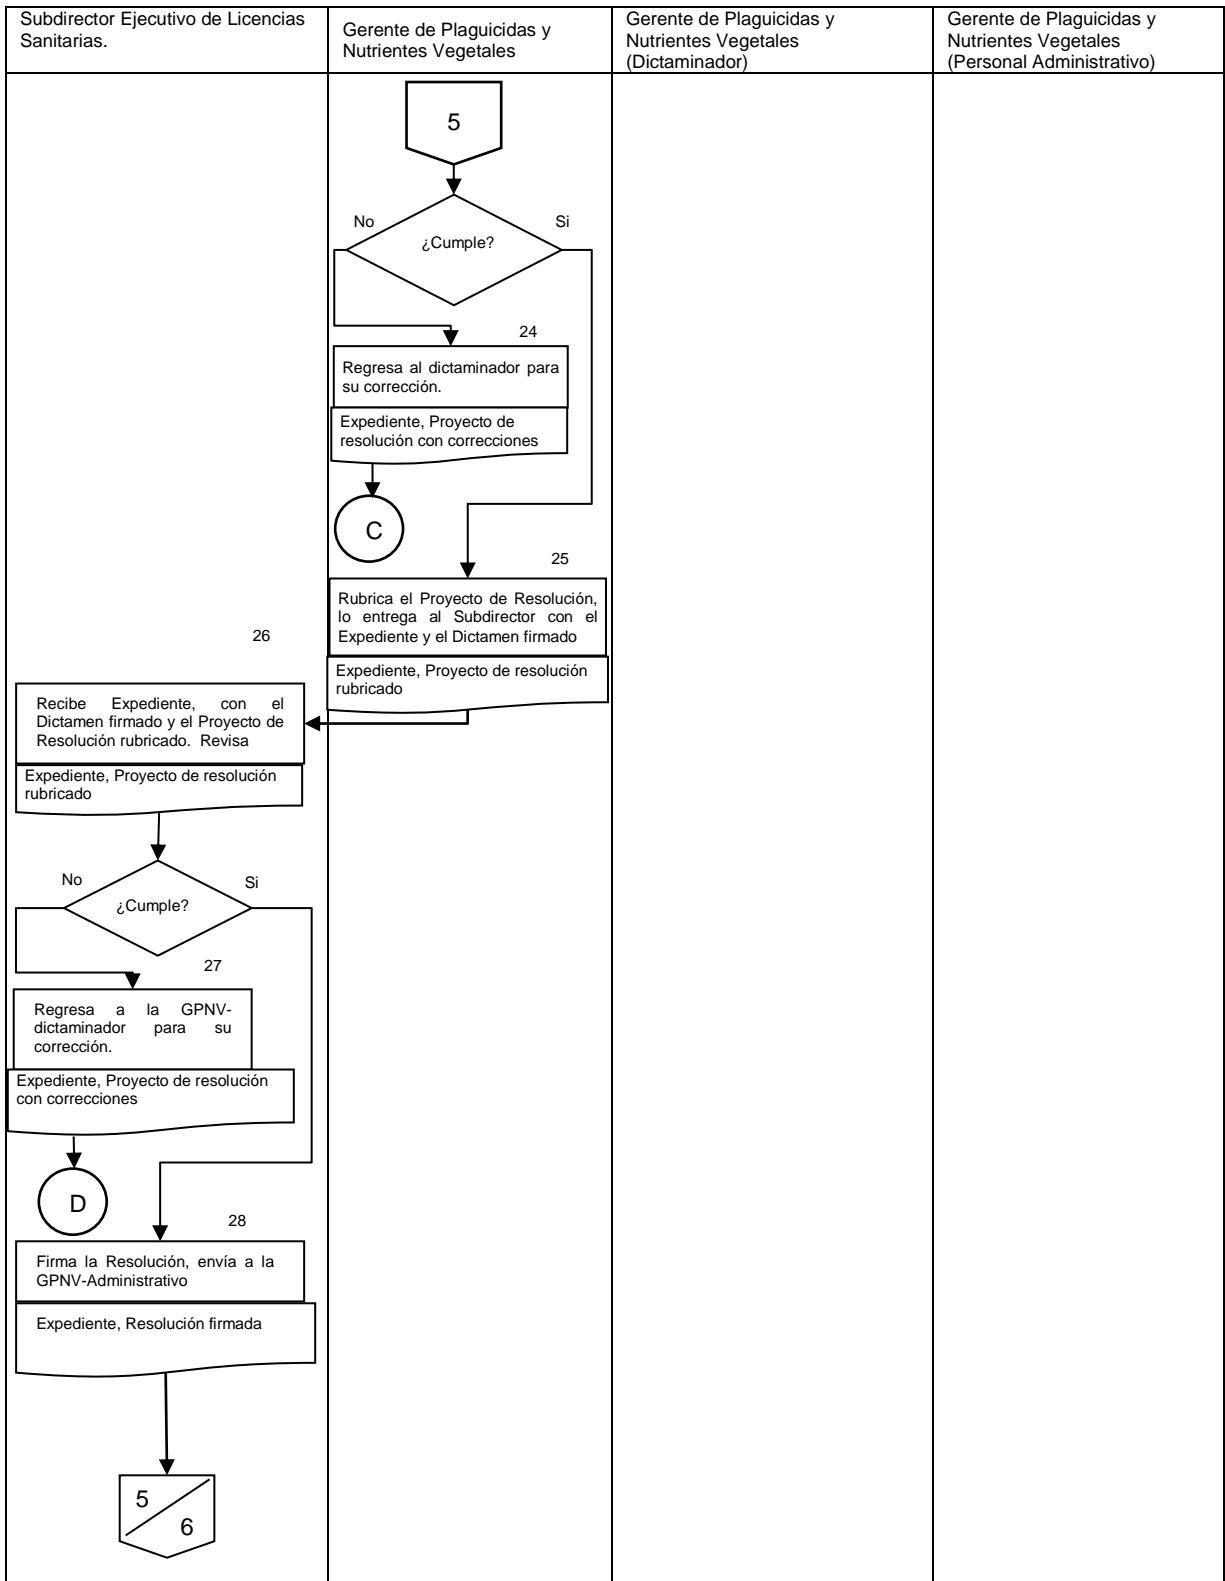 Subdirector Ejecutivo de Licencias
Sanitarias.
Gerente de Plaguicidas y
Nutrientes Vegetales
Gerente de Plaguicidas y
Nutrientes Vegetales
(Dictaminador)
Gerente de Plaguicidas y
Nutrientes Vegetales
(Personal Administrativo)
5
No
Si
¿Cumple?
24
Regresa al dictaminador para
su corrección.
Expediente, Proyecto de
resolución con correcciones
C
25
Rubrica el Proyecto de Resolución,
lo entrega al Subdirector con el
Expediente y el Dictamen firmado
Expediente, Proyecto de resolución
rubricado
26
Recibe Expediente, con el
Dictamen firmado y el Proyecto de
Resolución rubricado. Revisa
Expediente, Proyecto de resolución
rubricado
No
Si
¿Cumple?
27
Regresa a la GPNV-
dictaminador para su
corrección.
Expediente, Proyecto de resolución
con correcciones
D
28
Firma la Resolución, envía a la
GPNV-Administrativo
Expediente, Resolución firmada
5
6